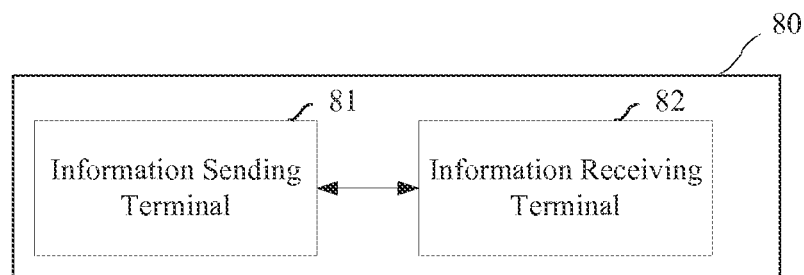 80
81
82
Information Sending
Terminal
Information Receiving
Terminal